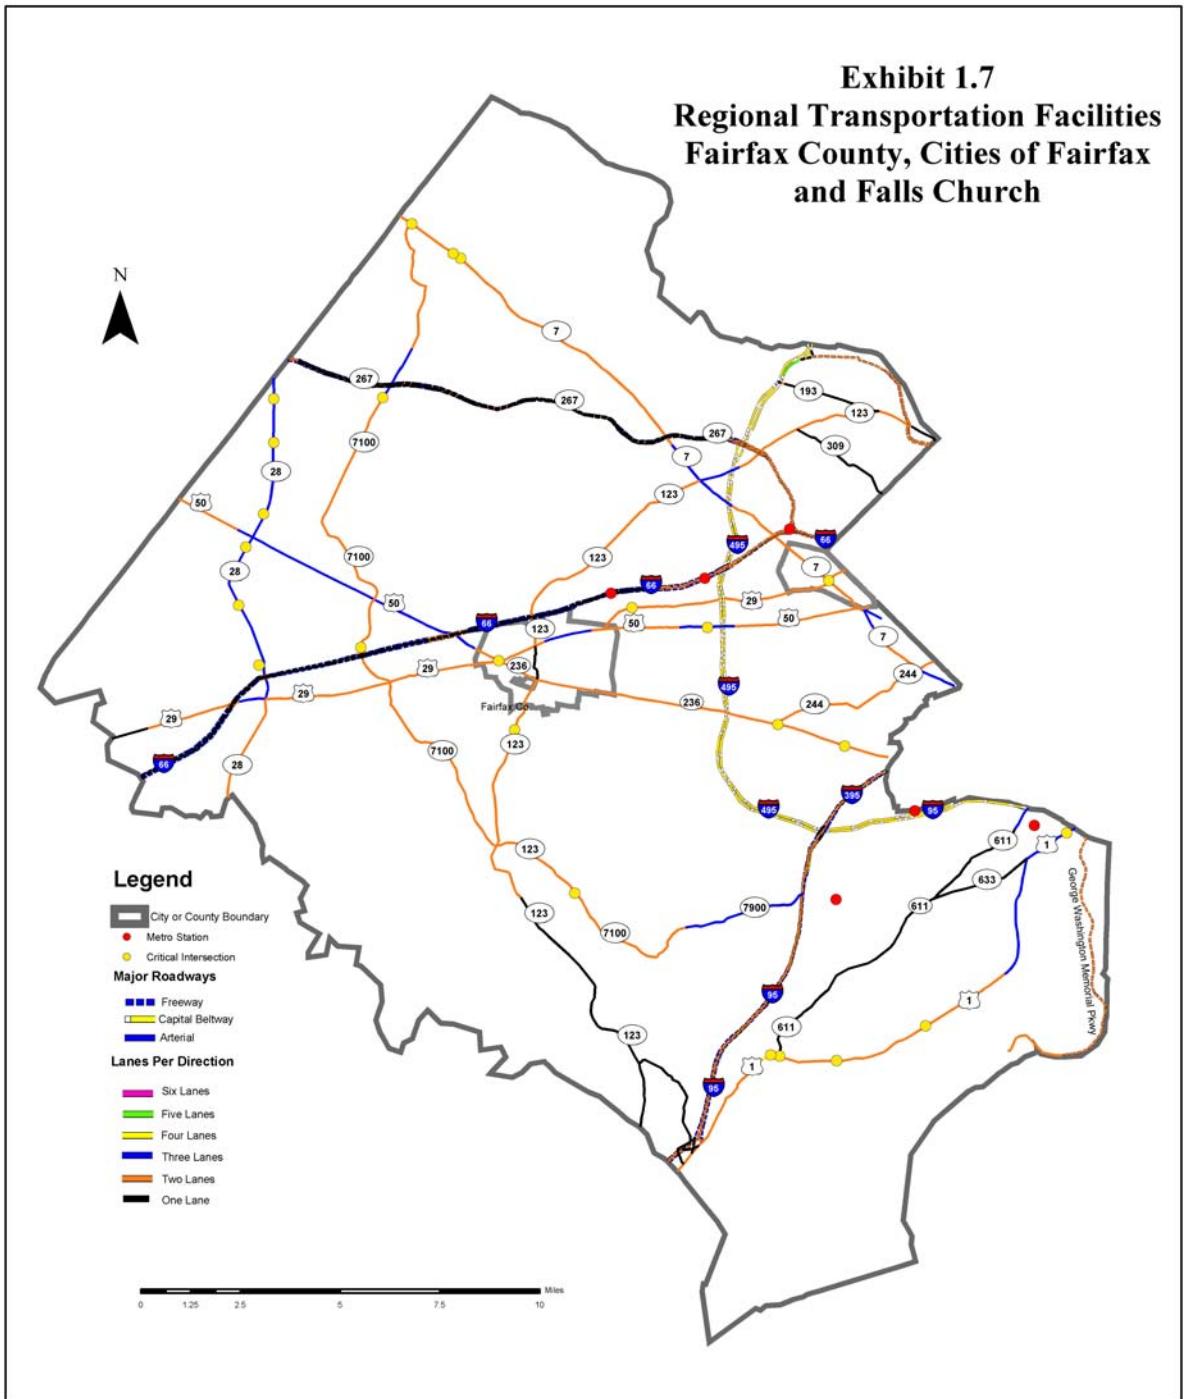 Exhibit 1.7
Regional Transportation Facilities
Fairfax County, Cities of Fairfax
and Falls Church
N
7
267
193
123
267
267
309
7100
7
28
123
50
495
66
7100
123
7
28
66
50
29
50
66
123
7
236
29
244
495
29
236
244
29
Fairfax Co
123
7100
66
28
395
495
95
1
611
123
633
George Washington Memorial Pkwy
123
7900
611
7100
95
1
611
123
1
95
Legend
City or County Boundary
Metro Station
Critical Intersection
Major Roadways
Freeway
Capital Beltway
Arterial
Lanes Per Direction
Six Lanes
Five Lanes
Four Lanes
Three Lanes
Two Lanes
One Lane
Miles
0 1.25 2.5 5 7.5 10